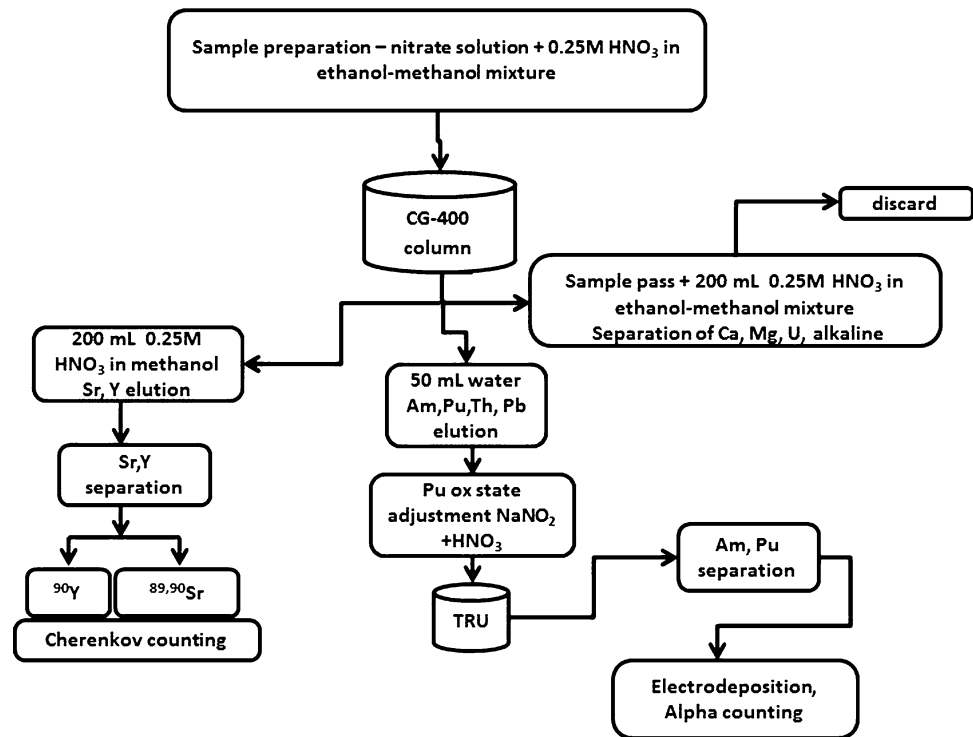 Sample preparation – nitrate solution + 0.25M HNO₃ in
ethanol-methanol mixture
CG-400
column
discard
Sample pass + 200 mL 0.25M HNO₃ in
ethanol-methanol mixture
Separation of Ca, Mg, U, alkaline
200 mL 0.25M
HNO₃ in methanol
Sr, Y elution
50 mL water
Am,Pu,Th, Pb
elution
Sr,Y
separation
Pu ox state
adjustment NaNO₂
+HNO₃
Am, Pu
separation
⁹⁰Y
⁸⁹,⁹⁰Sr
TRU
Cherenkov counting
Electrodeposition,
Alpha counting